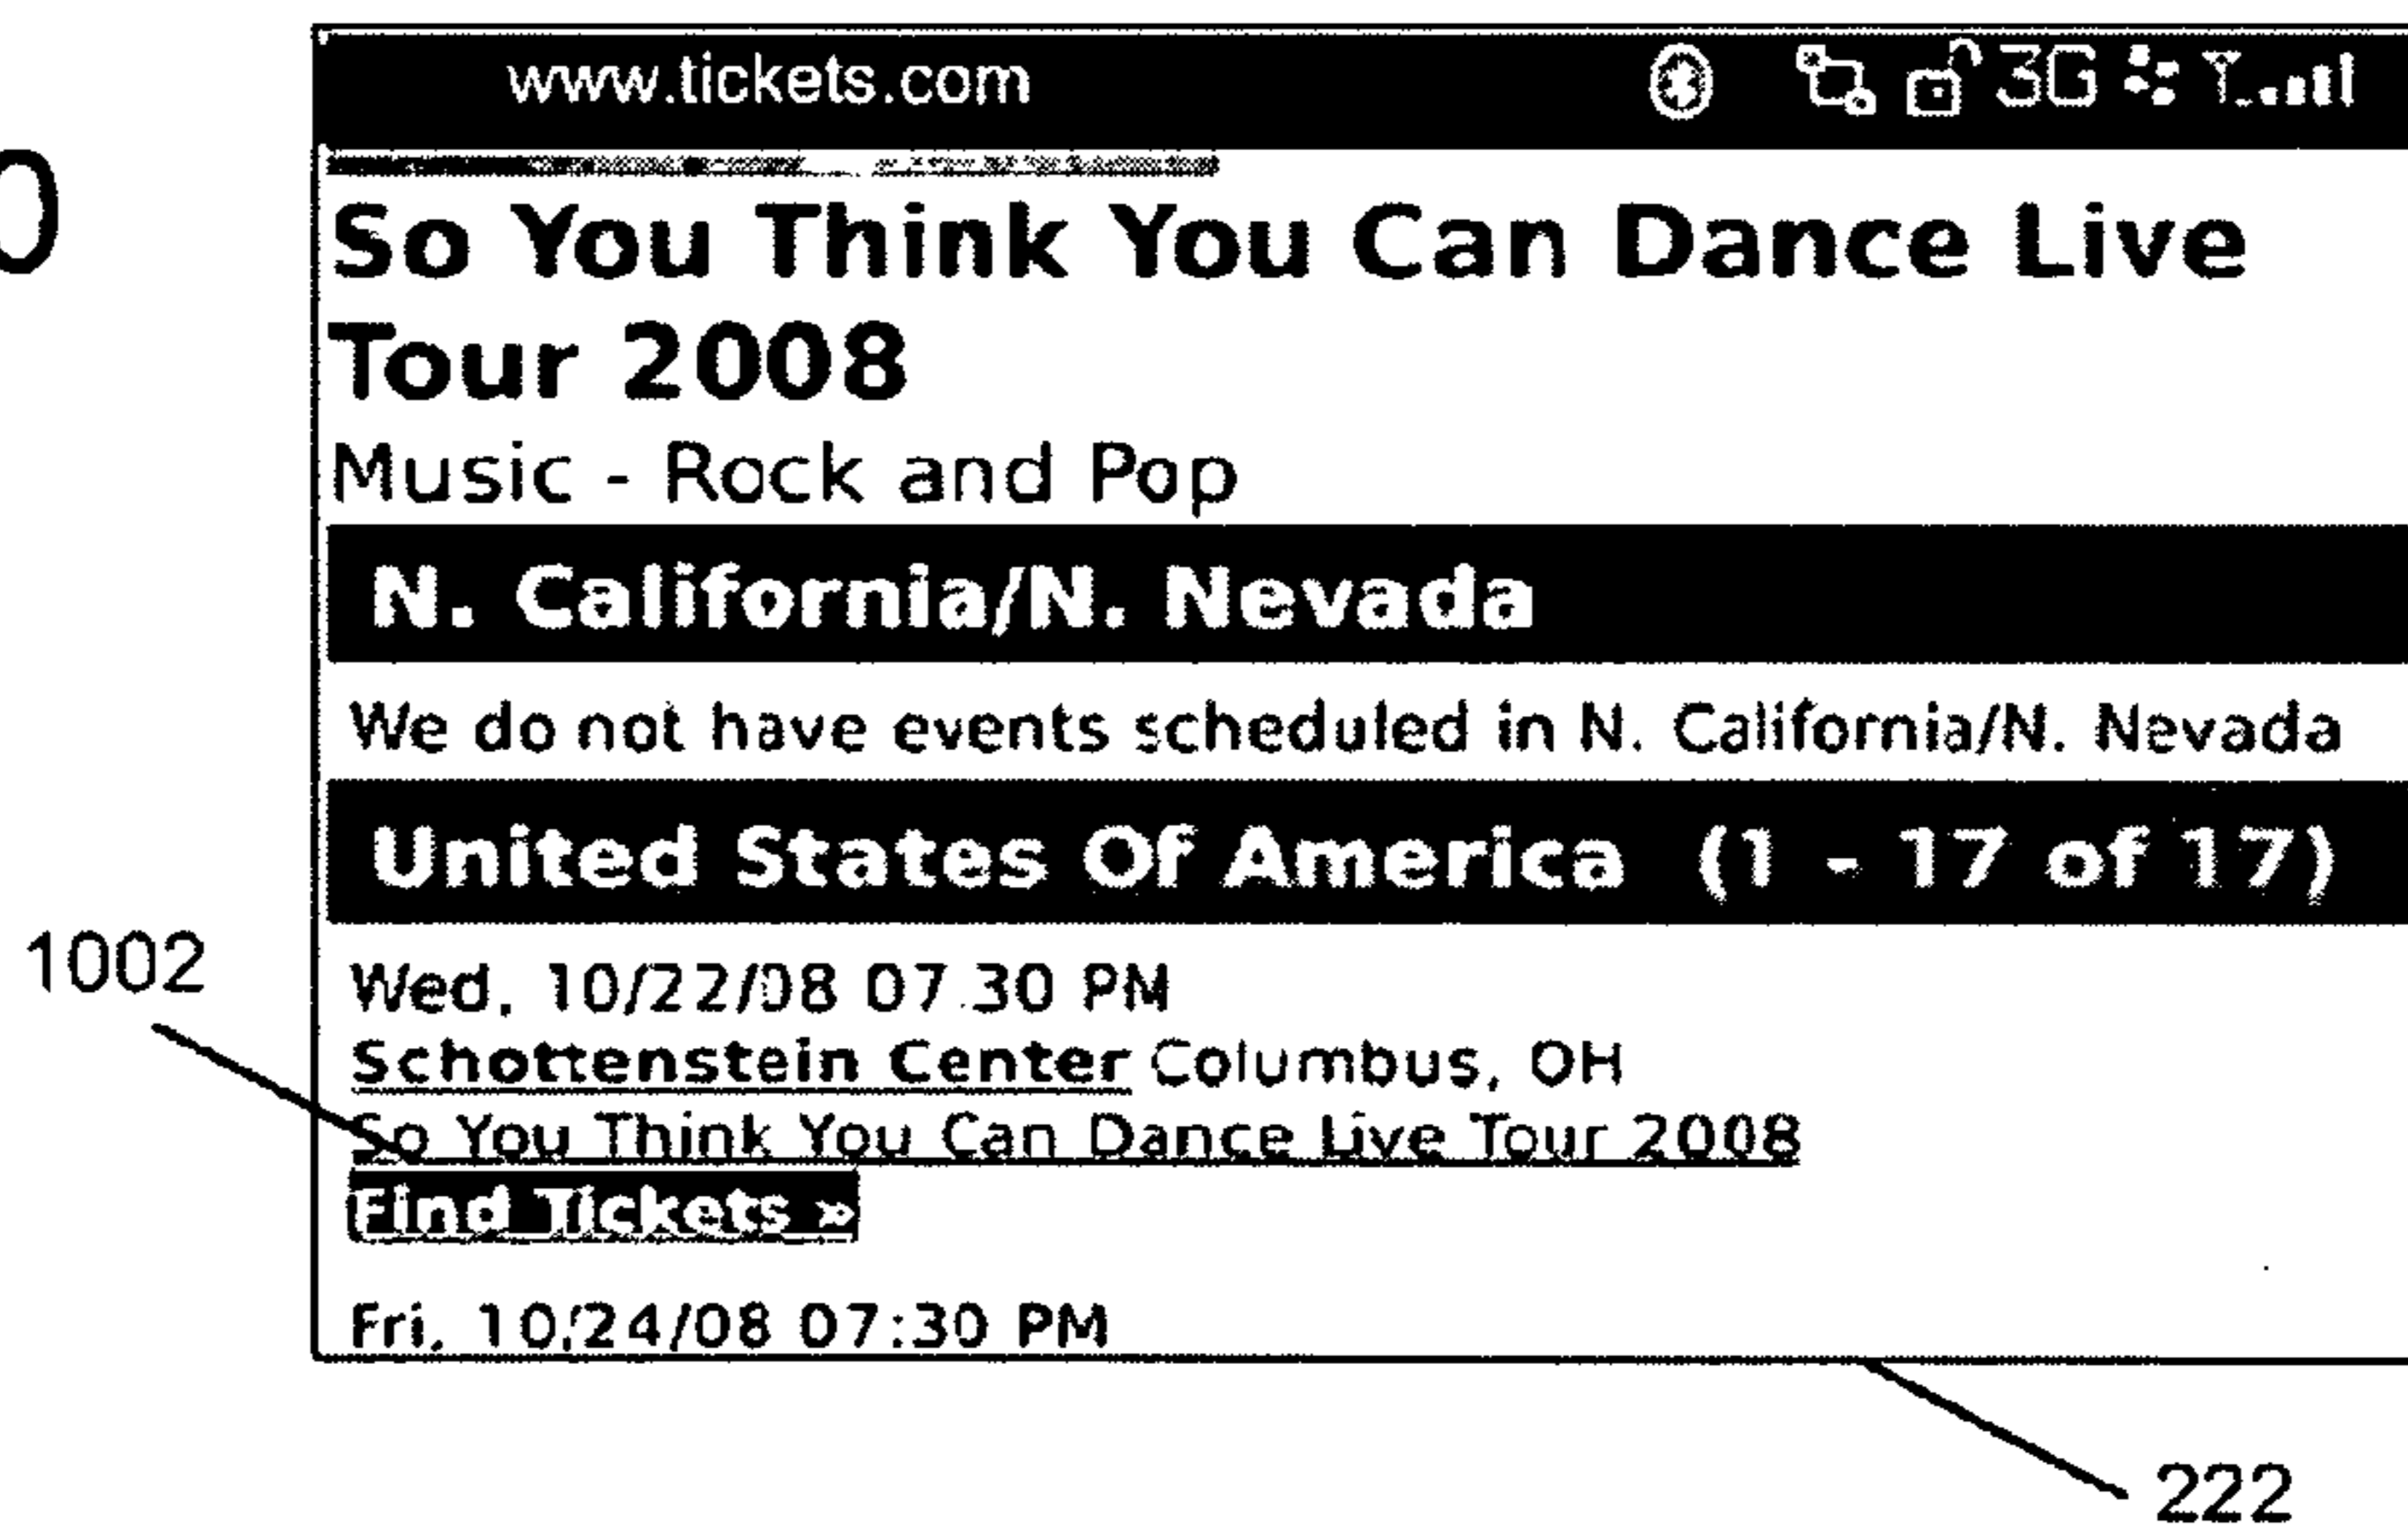 www.tickets.com 3G
So You Think You Can Dance Live
Tour 2008
Music - Rock and Pop
N. California/N. Nevada
We do not have events scheduled in N. California/N. Nevada
United States Of America (1 - 17 of 17)
1002
Wed, 10/22/08 07:30 PM
Schottenstein Center Columbus, OH
So You Think You Can Dance Live Tour 2008
Find Tickets »
Fri, 10/24/08 07:30 PM
222